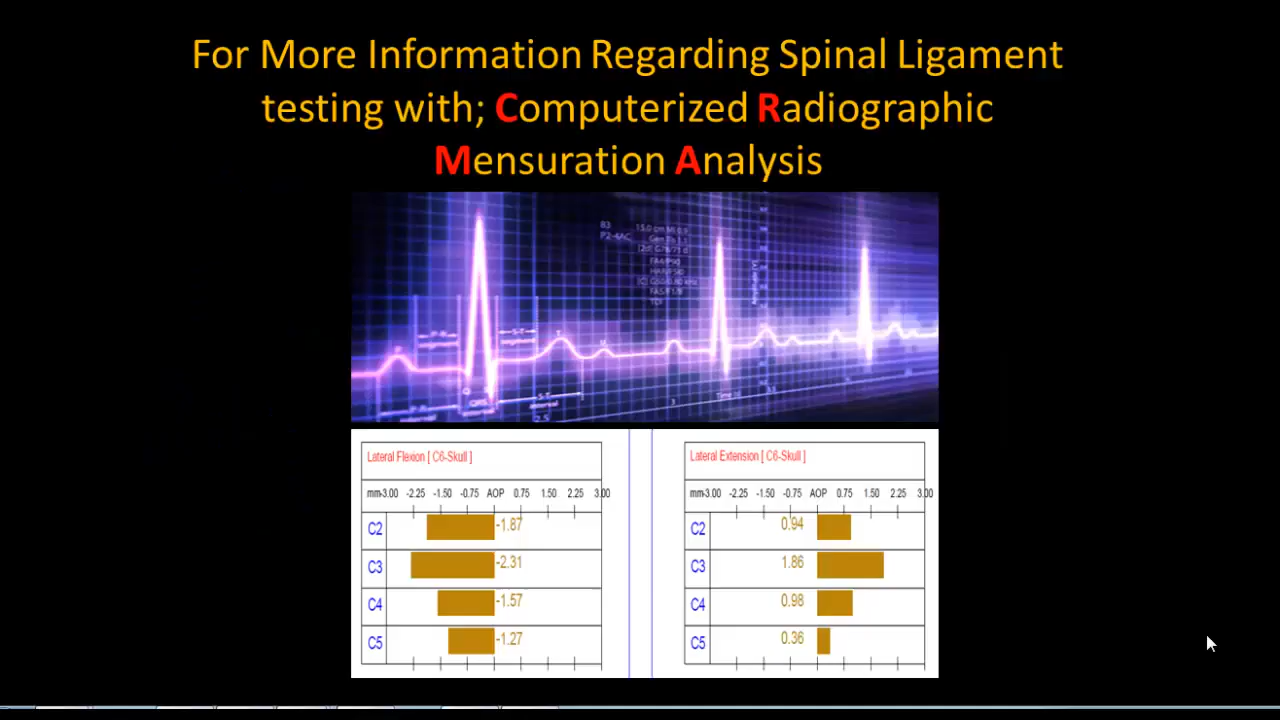 For More Information Regarding Spinal Ligament
testing with; Computerized Radiographic
Mensuration Analysis
B3
P2-4AC
Lateral Flexion [ C6-Skull ]
mm-3.00 -2.25 -1.50 -0.75 AOP 0.75 1.50 2.25 3.00
C2 -1.87
C3 -2.31
C4 -1.57
C5 -1.27
Lateral Extension [ C6-Skull ]
mm-3.00 -2.25 -1.50 -0.75 AOP 0.75 1.50 2.25 3.00
C2 0.94
C3 1.86
C4 0.98
C5 0.36